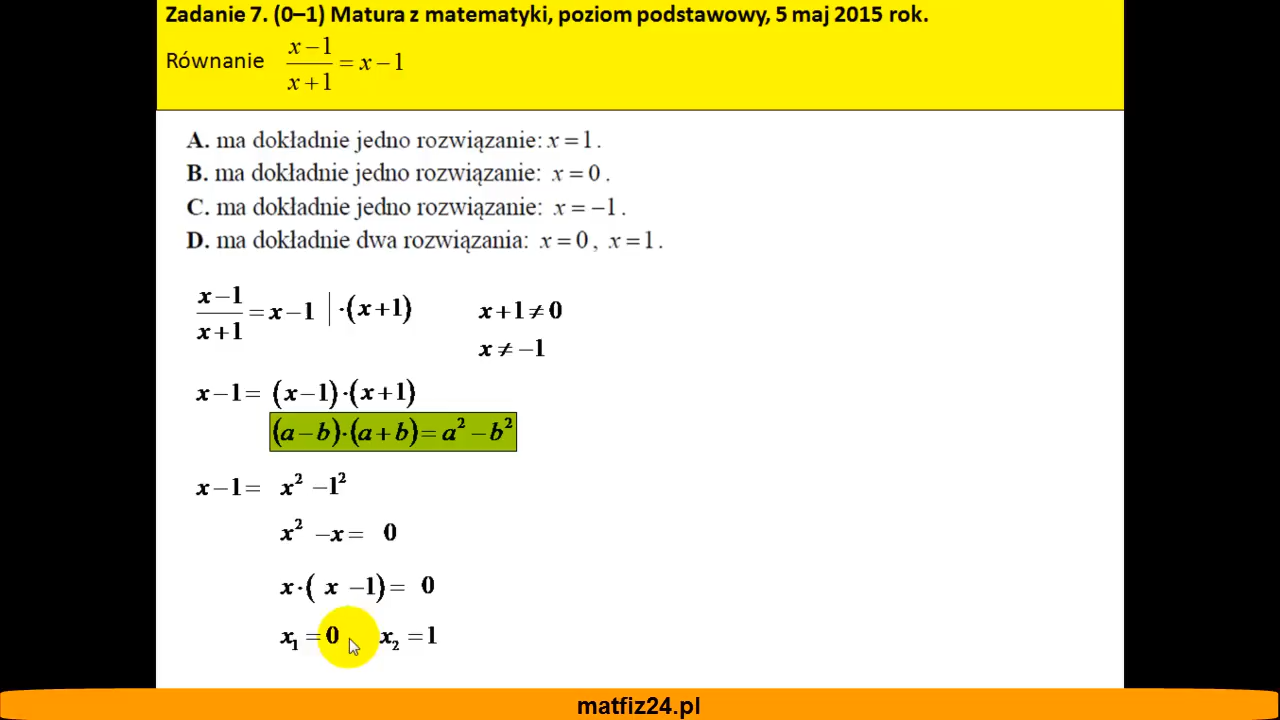 Zadanie 7. (0–1) Matura z matematyki, poziom podstawowy, 5 maj 2015 rok.
Równanie \frac{x-1}{x+1} = x-1
A. ma dokładnie jedno rozwiązanie: x = 1.
B. ma dokładnie jedno rozwiązanie: x = 0.
C. ma dokładnie jedno rozwiązanie: x = −1.
D. ma dokładnie dwa rozwiązania: x = 0, x = 1.
\frac{x-1}{x+1} = x-1 | ·(x+1) x+1 ≠ 0
x ≠ −1
x−1 = (x−1)·(x+1)
(a−b)·(a+b) = a² − b²
x−1 = x² −1²
x² −x = 0
x·( x −1) = 0
x₁ = 0 x₂ = 1
matfiz24.pl